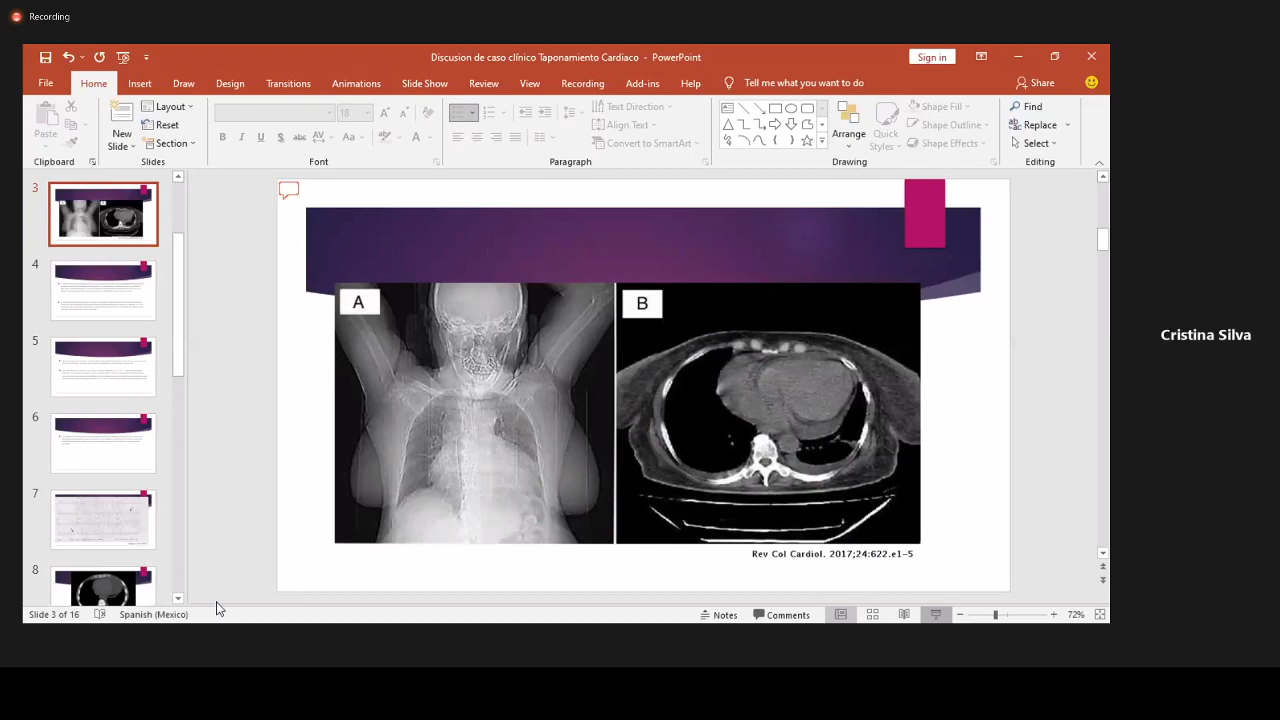 Recording
Discusion de caso clínico Taponamiento Cardiaco - PowerPoint
Sign in
File Home Insert Draw Design Transitions Animations Slide Show Review View Recording Add-ins Help Tell me what you want to do Share
Paste
New
Slide
Layout
Reset
Section
18
B I U S abc AV Aa A
Text Direction
Align Text
Convert to SmartArt
Arrange
Quick
Styles
Shape Fill
Shape Outline
Shape Effects
Find
Replace
Select
Clipboard Slides Font Paragraph Drawing Editing
3
4
5
6
7
8
A
B
Rev Col Cardiol. 2017;24:622.e1-5
Cristina Silva
Slide 3 of 16 Spanish (Mexico) Notes Comments 72%